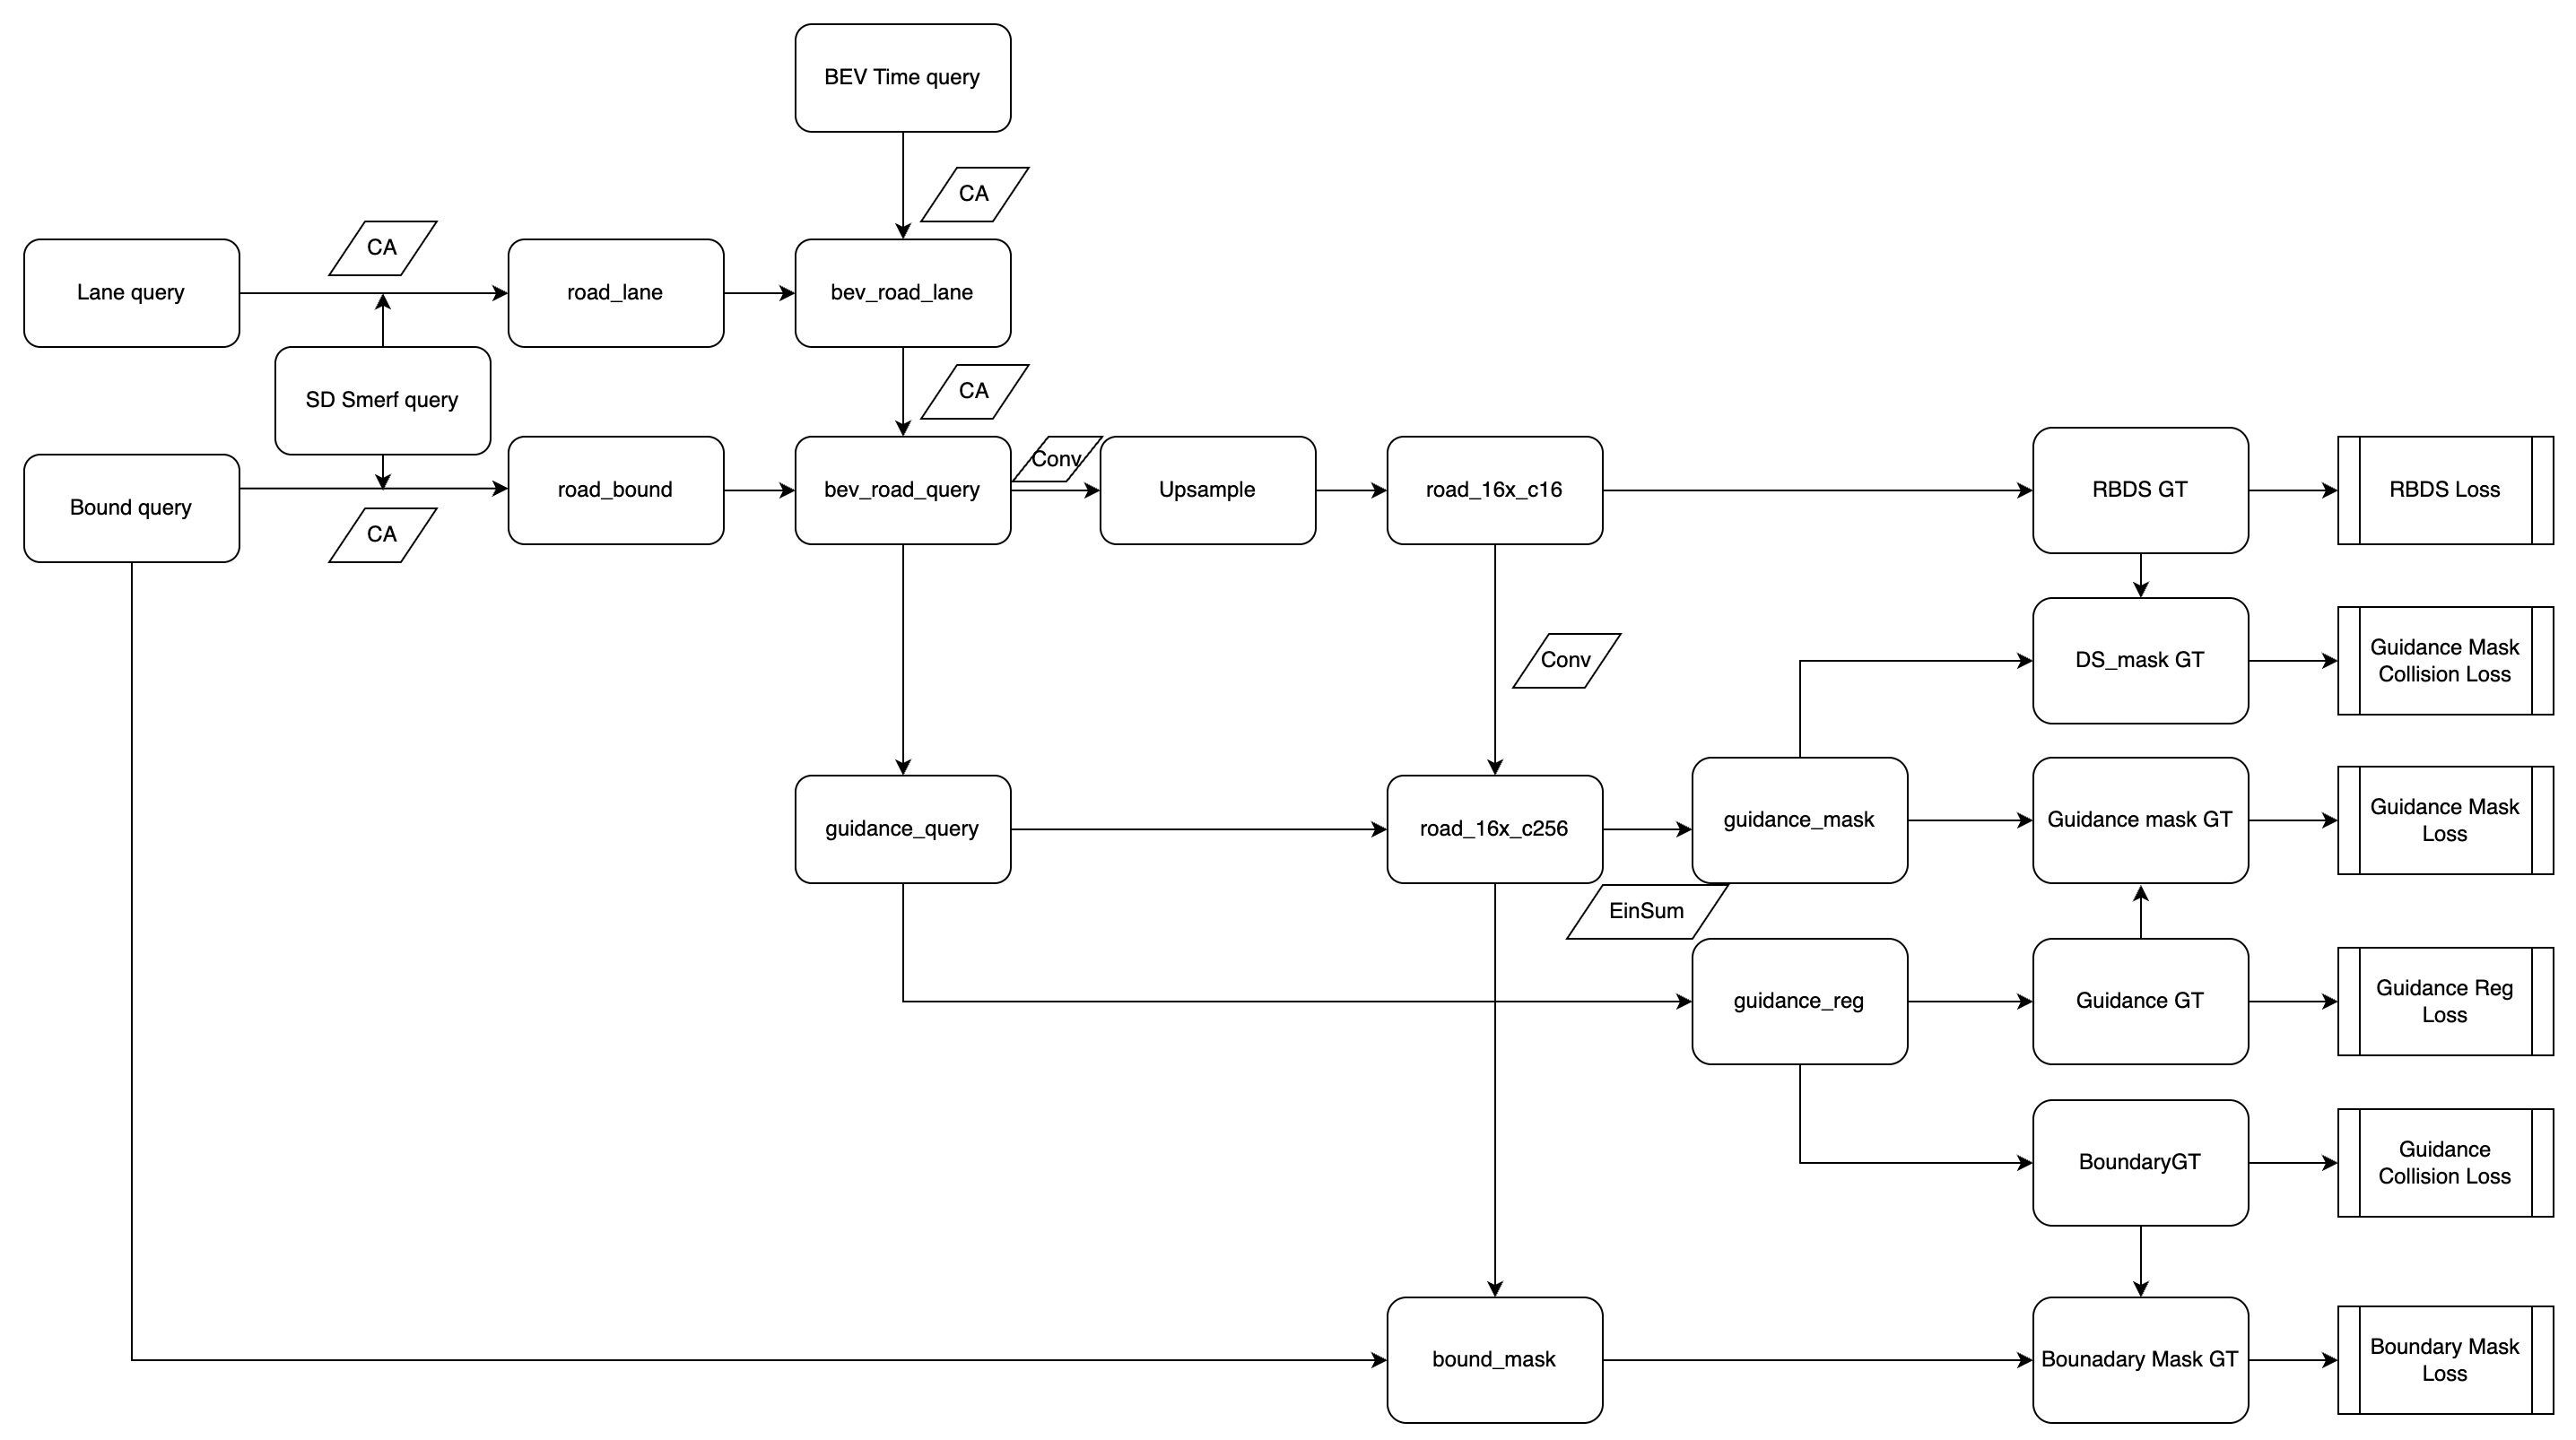 BEV Time query
CA
CA
Lane query
road_lane
bev_road_lane
SD Smerf query
CA
Bound query
road_bound
bev_road_query
Conv
Upsample
road_16x_c16
RBDS GT
RBDS Loss
CA
Conv
DS_mask GT
Guidance Mask
Collision Loss
guidance_query
road_16x_c256
guidance_mask
Guidance mask GT
Guidance Mask
Loss
EinSum
guidance_reg
Guidance GT
Guidance Reg
Loss
BoundaryGT
Guidance
Collision Loss
bound_mask
Bounadary Mask GT
Boundary Mask
Loss